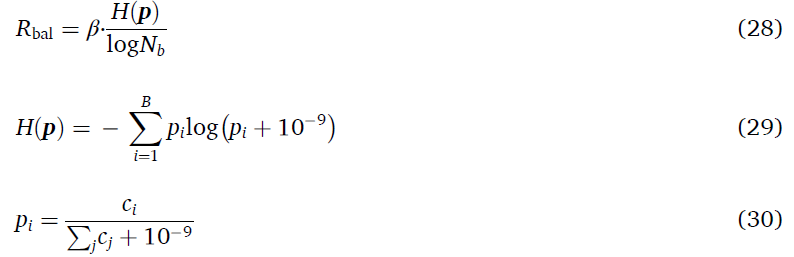 R_bal = β·H(p)/logN_b (28)
H(p) = − ∑_{i=1}^{B} p_i log(p_i + 10^{−9}) (29)
p_i = c_i/(∑_j c_j + 10^{−9}) (30)